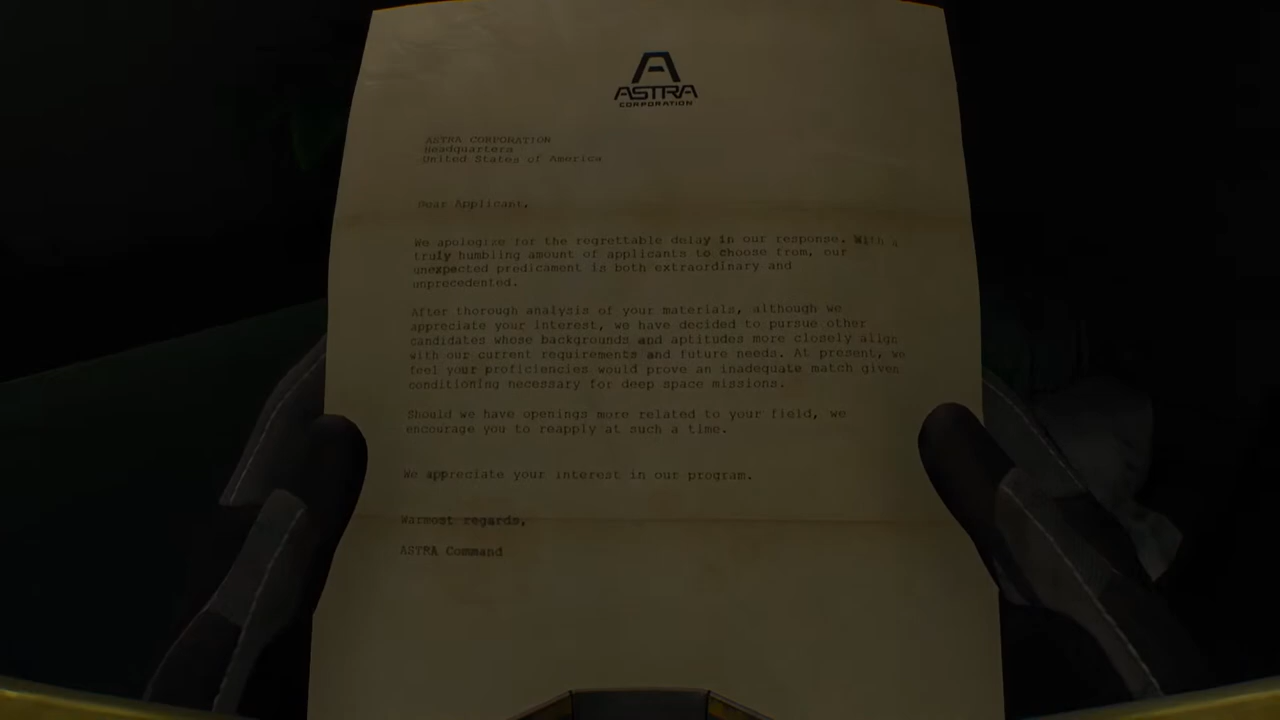 ASTRA
CORPORATION
ASTRA CORPORATION
Headquarters
United States of America
Dear Applicant,
We apologize for the regrettable delay in our response. With a
truly humbling amount of applicants to choose from, our
unexpected predicament is both extraordinary and
unprecedented.
After thorough analysis of your materials, although we
appreciate your interest, we have decided to pursue other
candidates whose backgrounds and aptitudes more closely align
with our current requirements and future needs. At present, we
feel your proficiencies would prove an inadequate match given
conditioning necessary for deep space missions.
Should we have openings more related to your field, we
encourage you to reapply at such a time.
We appreciate your interest in our program.
Warmost regards,
ASTRA Command